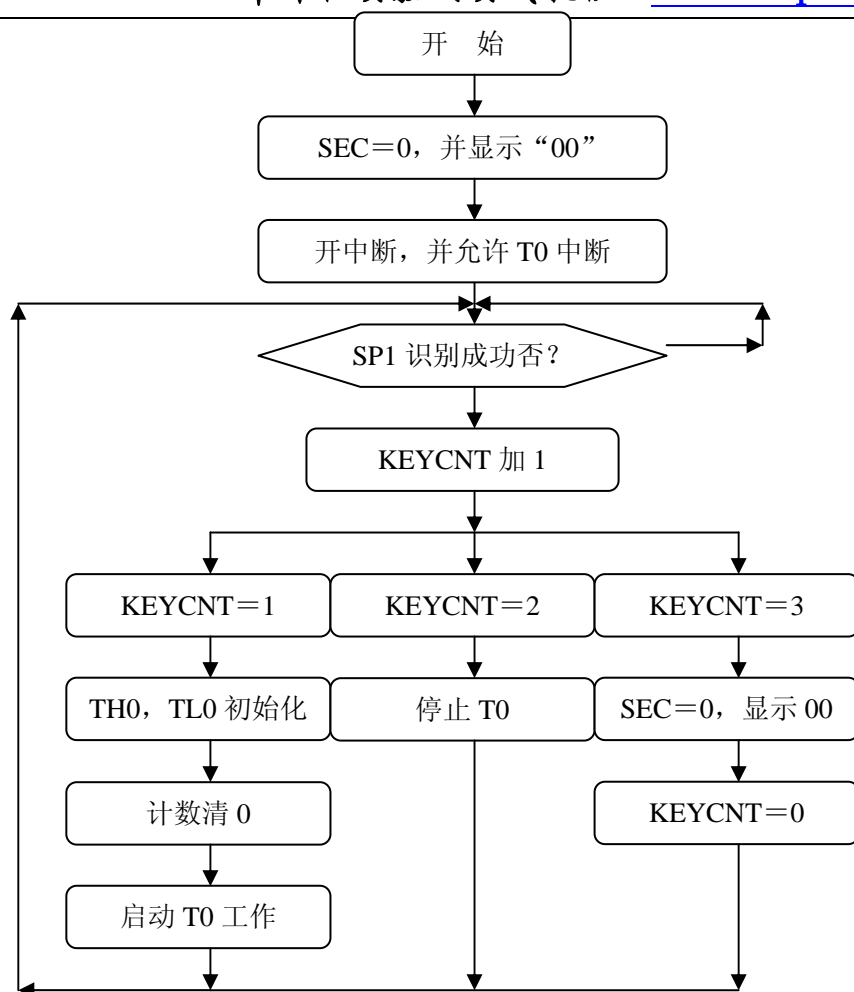 开 始
SEC＝0，并显示“00”
开中断，并允许 T0 中断
SP1 识别成功否？
KEYCNT 加 1
KEYCNT＝1
KEYCNT＝2
KEYCNT＝3
TH0，TL0 初始化
停止 T0
SEC＝0，显示 00
计数清 0
KEYCNT＝0
启动 T0 工作